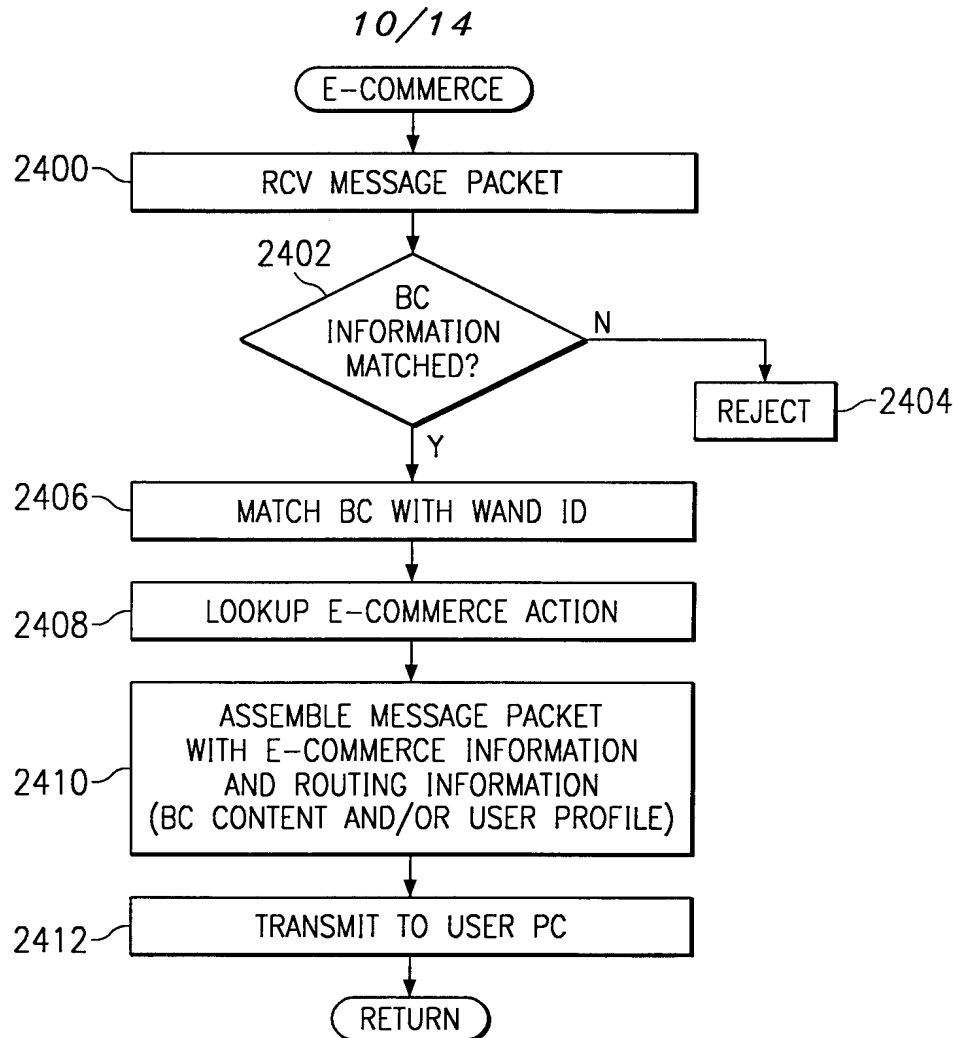 10/14
E-COMMERCE
2400
RCV MESSAGE PACKET
2402
BC
INFORMATION
MATCHED?
N
REJECT
2404
Y
2406
MATCH BC WITH WAND ID
2408
LOOKUP E-COMMERCE ACTION
2410
ASSEMBLE MESSAGE PACKET
WITH E-COMMERCE INFORMATION
AND ROUTING INFORMATION
(BC CONTENT AND/OR USER PROFILE)
2412
TRANSMIT TO USER PC
RETURN